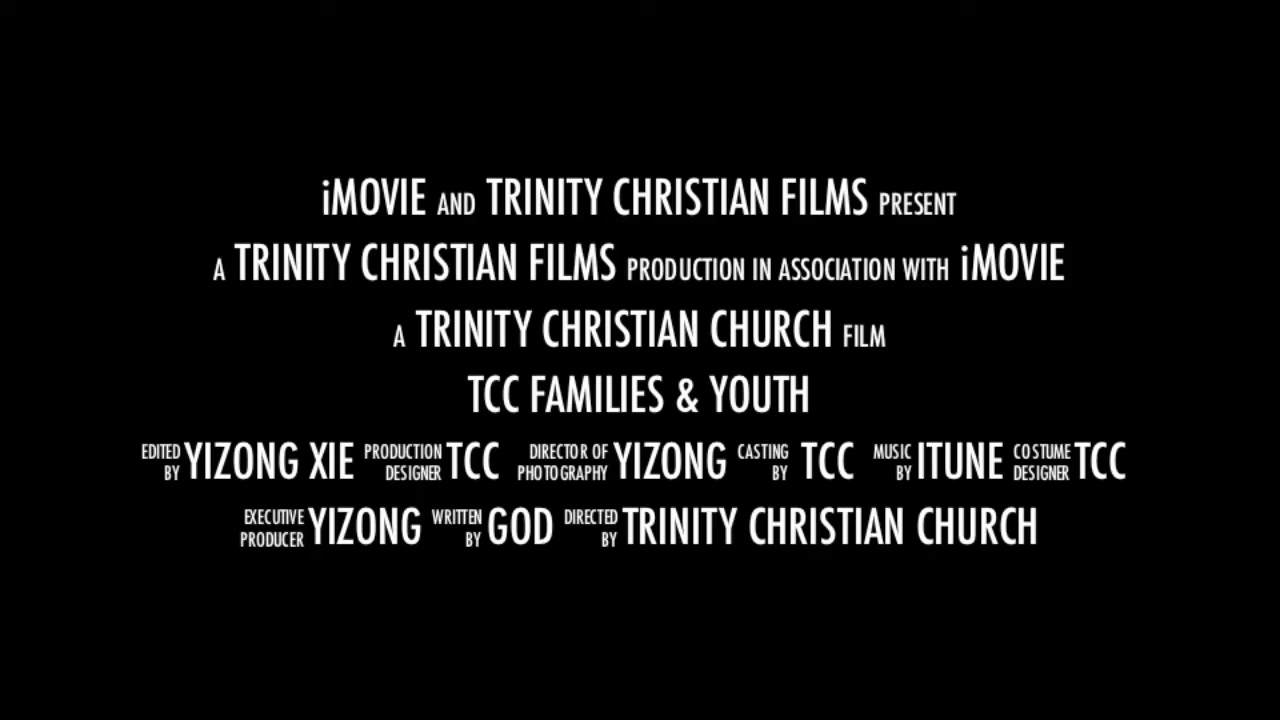 iMOVIE AND TRINITY CHRISTIAN FILMS PRESENT
A TRINITY CHRISTIAN FILMS PRODUCTION IN ASSOCIATION WITH iMOVIE
A TRINITY CHRISTIAN CHURCH FILM
TCC FAMILIES & YOUTH
EDITED BY YIZONG XIE PRODUCTION DESIGNER TCC DIRECTOR OF PHOTOGRAPHY YIZONG CASTING BY TCC MUSIC BY ITUNE COSTUME DESIGNER TCC
EXECUTIVE PRODUCER YIZONG WRITTEN BY GOD DIRECTED BY TRINITY CHRISTIAN CHURCH